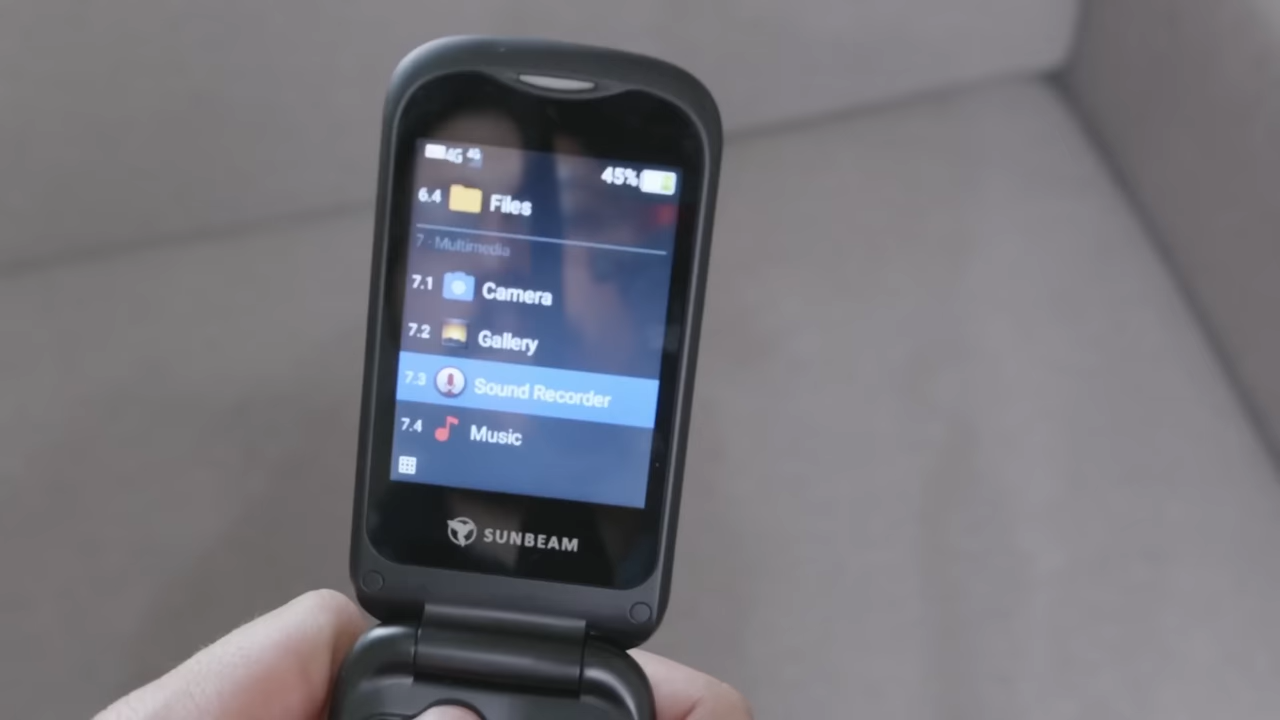 4G 4G 45%
6.4 Files
7 - Multimedia
7.1 Camera
7.2 Gallery
7.3 Sound Recorder
7.4 Music
SUNBEAM